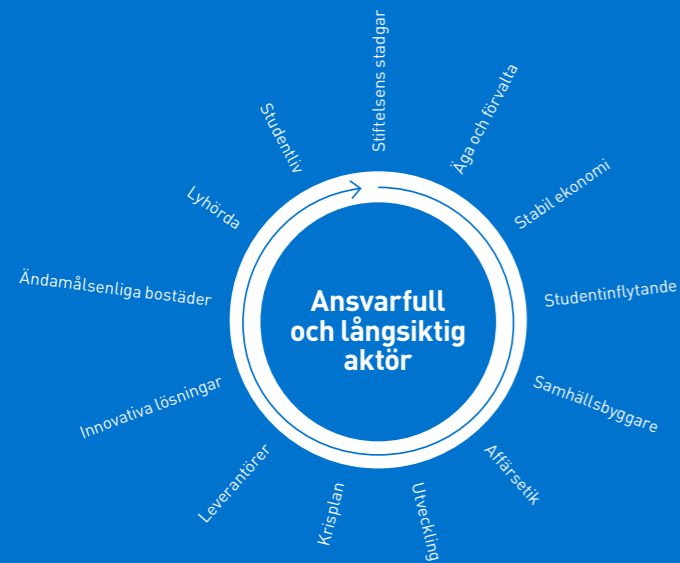 Stiftelsens stadgar
Äga och förvalta
Stabil ekonomi
Studentinflytande
Samhällsbyggare
Affärsetik
Utveckling
Krisplan
Leverantörer
Innovativa lösningar
Ändamålsenliga bostäder
Lyhörda
Studentliv
Ansvarfull
och långsiktig
aktör